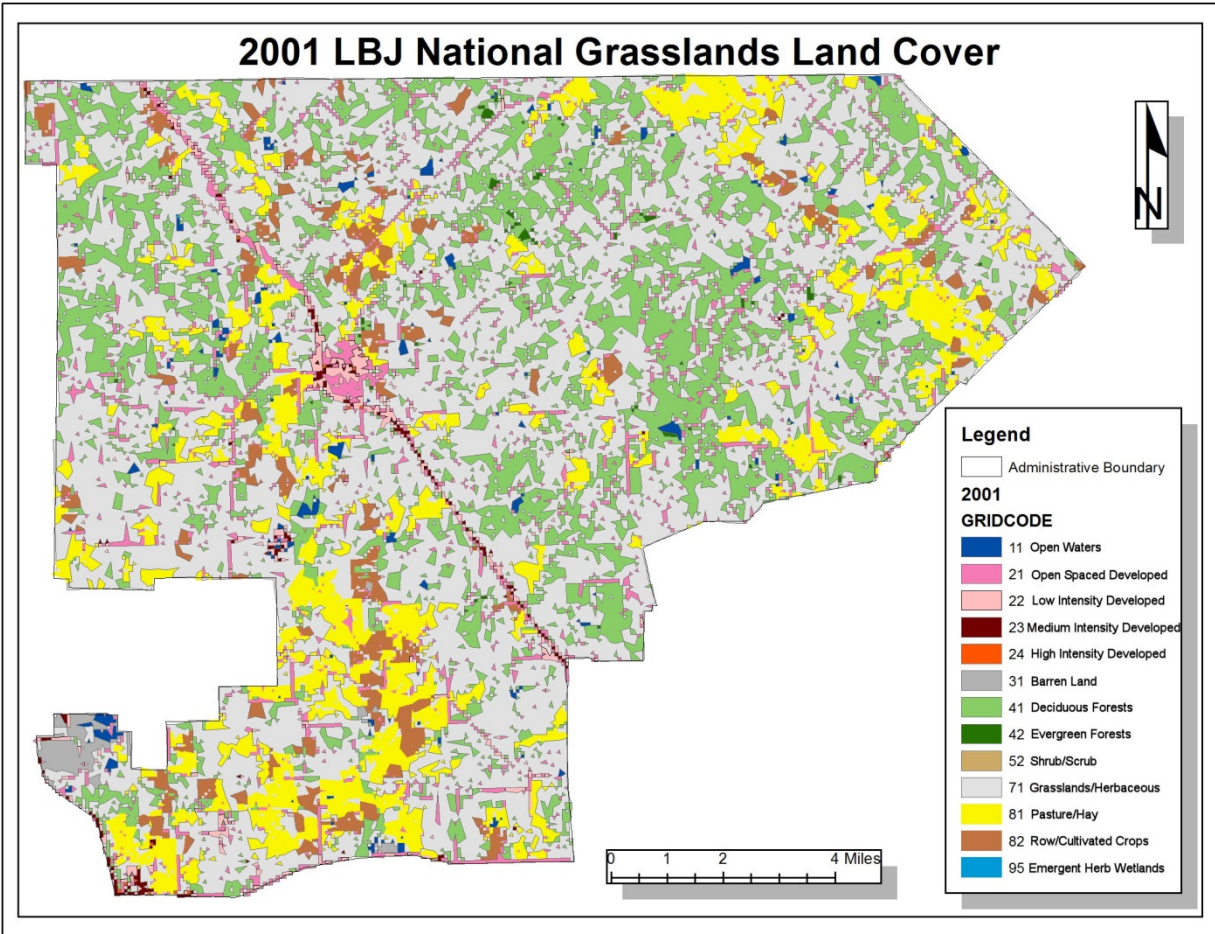 2001 LBJ National Grasslands Land Cover
N
Legend
Administrative Boundary
2001
GRIDCODE
11 Open Waters
21 Open Spaced Developed
22 Low Intensity Developed
23 Medium Intensity Developed
24 High Intensity Developed
31 Barren Land
41 Deciduous Forests
42 Evergreen Forests
52 Shrub/Scrub
71 Grasslands/Herbaceous
81 Pasture/Hay
82 Row/Cultivated Crops
95 Emergent Herb Wetlands
0 1 2 4 Miles